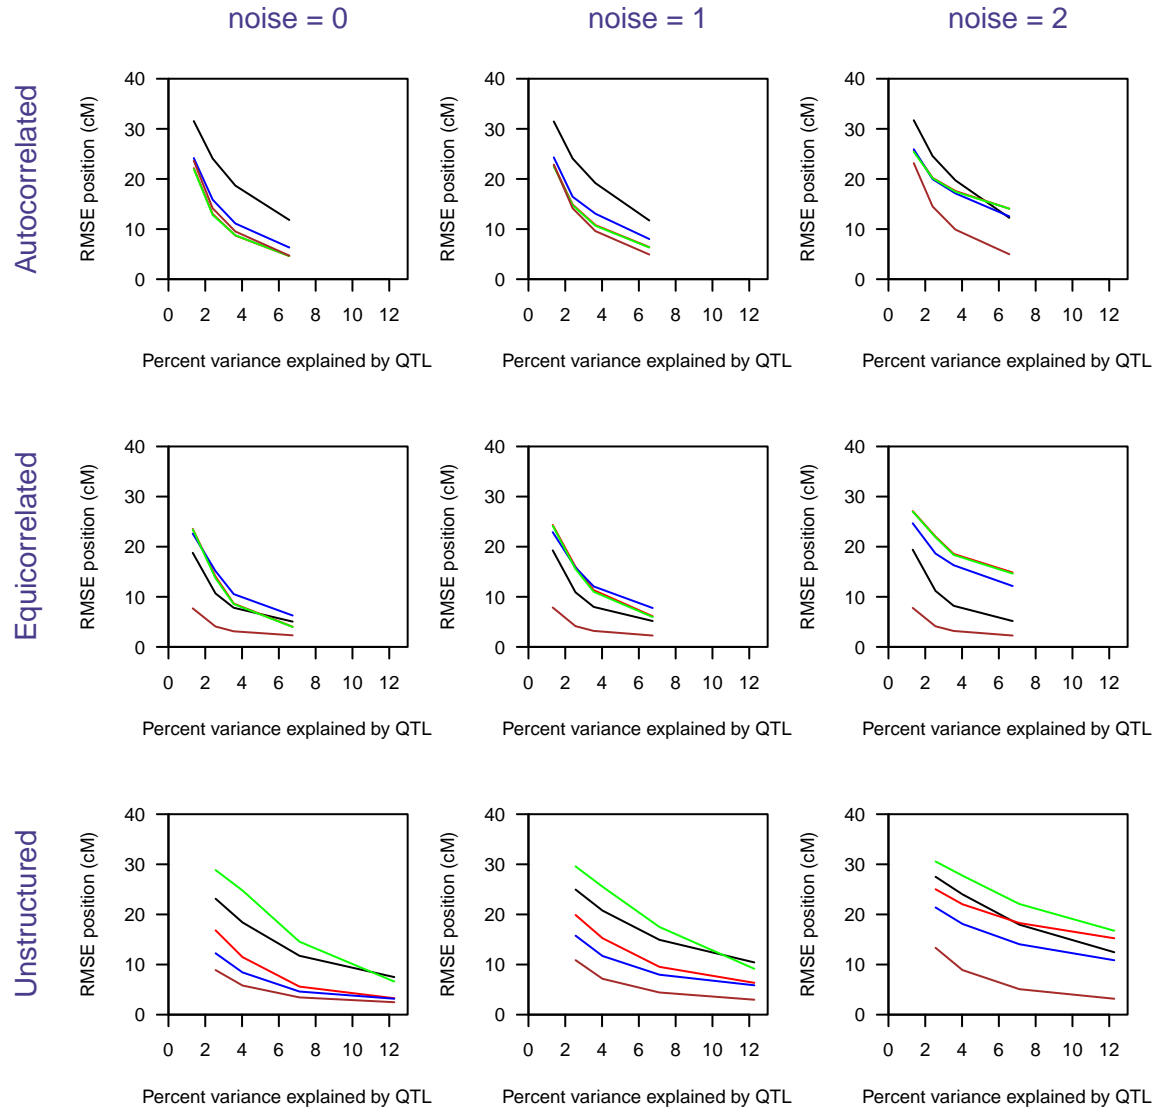 noise = 0
noise = 1
noise = 2
Autocorrelated
RMSE position (cM)
40
30
20
10
0
0 2 4 6 8 10 12
Percent variance explained by QTL
RMSE position (cM)
40
30
20
10
0
0 2 4 6 8 10 12
Percent variance explained by QTL
RMSE position (cM)
40
30
20
10
0
0 2 4 6 8 10 12
Percent variance explained by QTL
Equicorrelated
RMSE position (cM)
40
30
20
10
0
0 2 4 6 8 10 12
Percent variance explained by QTL
RMSE position (cM)
40
30
20
10
0
0 2 4 6 8 10 12
Percent variance explained by QTL
RMSE position (cM)
40
30
20
10
0
0 2 4 6 8 10 12
Percent variance explained by QTL
Unstructured
RMSE position (cM)
40
30
20
10
0
0 2 4 6 8 10 12
Percent variance explained by QTL
RMSE position (cM)
40
30
20
10
0
0 2 4 6 8 10 12
Percent variance explained by QTL
RMSE position (cM)
40
30
20
10
0
0 2 4 6 8 10 12
Percent variance explained by QTL